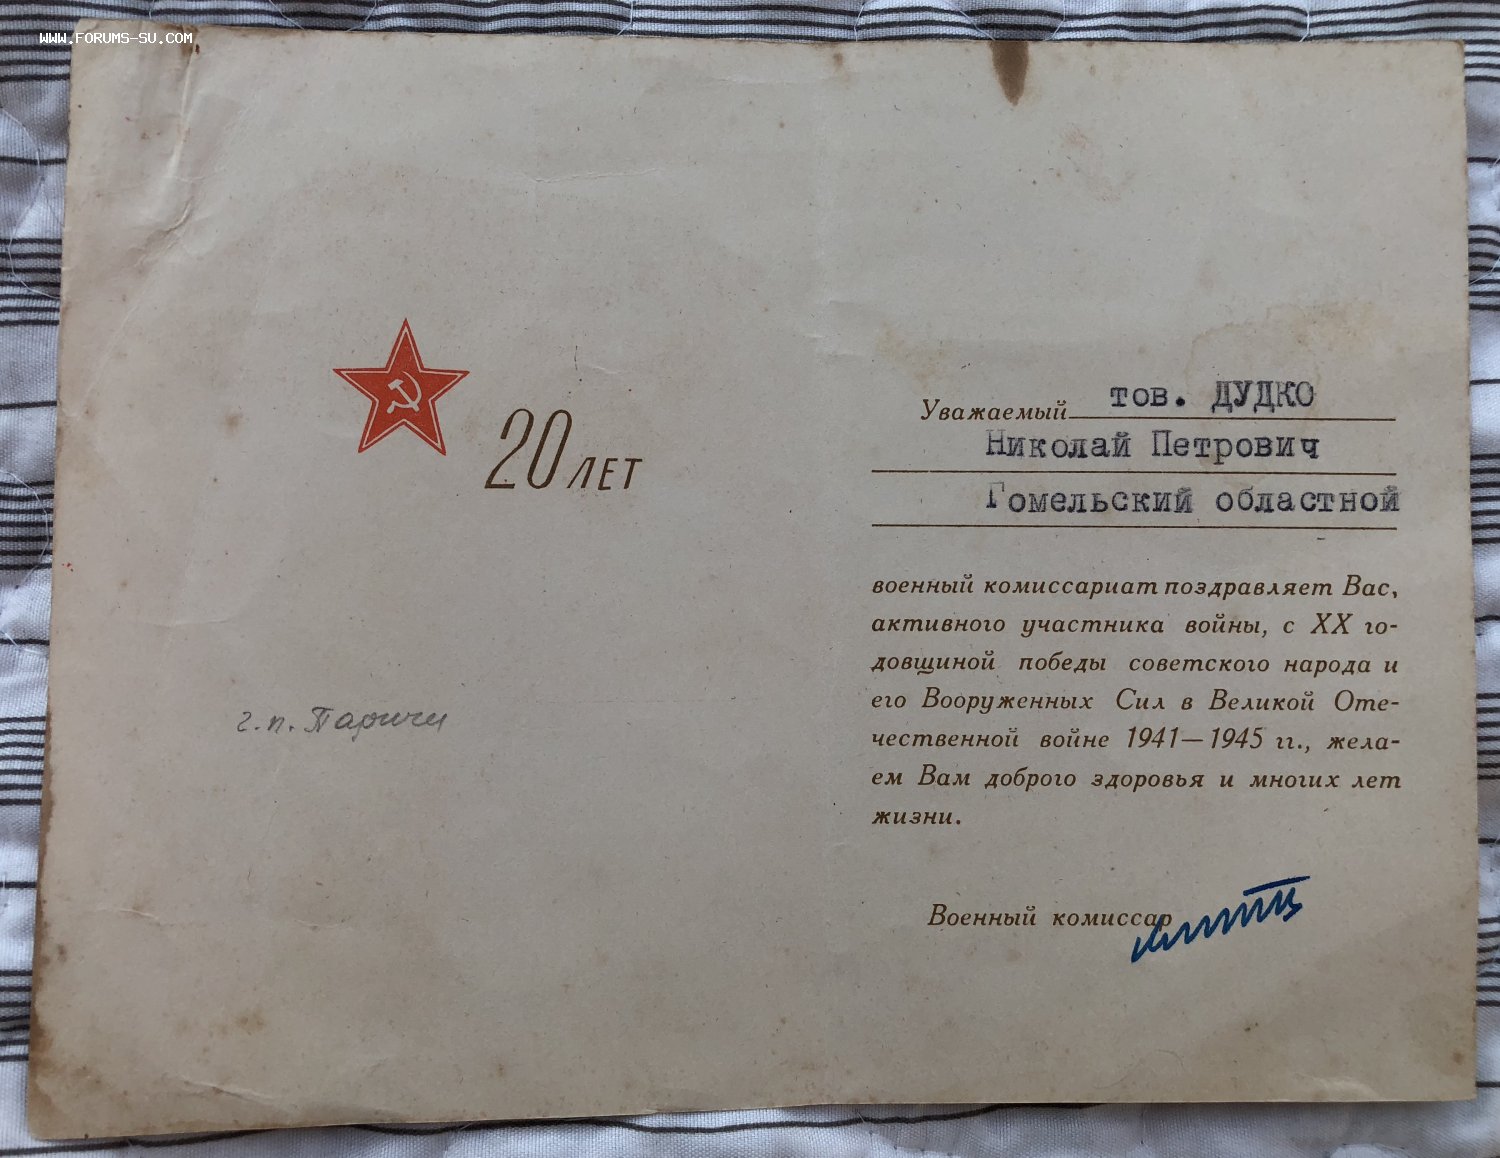 WWW.FORUMS-SU.COM
20 ЛЕТ
г.п. Паричи
Уважаемый тов. ДУДКО
Николай Петрович
Гомельский областной
военный комиссариат поздравляет Вас,
активного участника войны, с XX го-
довщиной победы советского народа и
его Вооруженных Сил в Великой Оте-
чественной войне 1941—1945 гг., жела-
ем Вам доброго здоровья и многих лет
жизни.
Военный комиссар